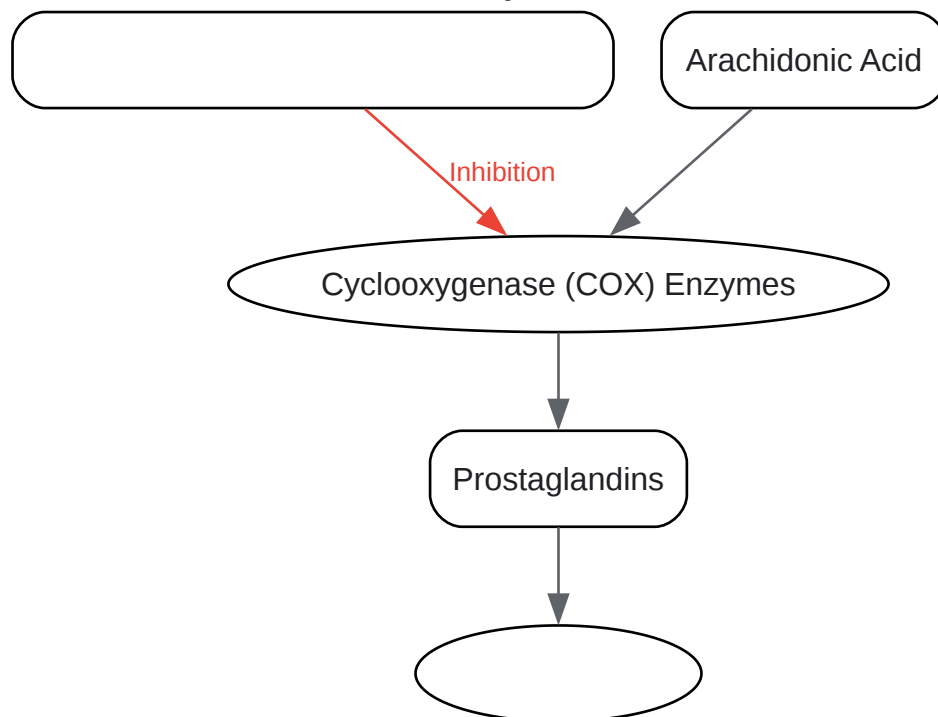 Arachidonic Acid
Inhibition
Cyclooxygenase (COX) Enzymes
Prostaglandins